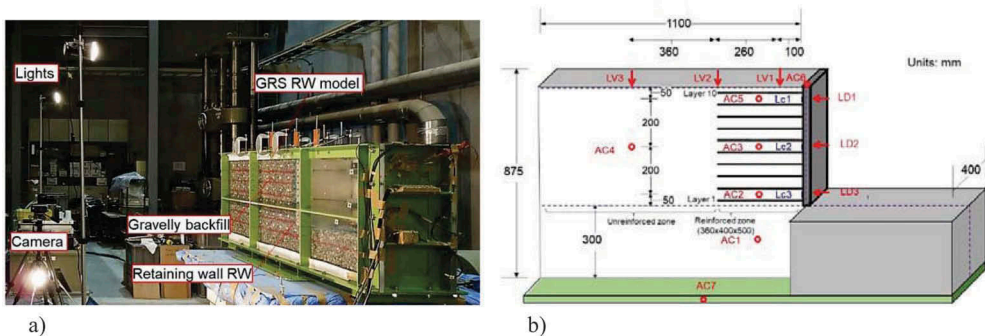 Lights
GRS RW model
Gravelly backfill
Camera
Retaining wall RW
a)
1100
360
260
100
Units: mm
LV3
LV2
LV1
AC6
50
Layer 10
AC5
Lc1
LD1
200
AC4
AC3
Lc2
LD2
875
200
400
AC2
Lc3
LD3
50
Layer 1
Unreinforced zone
Reinforced zone
(360x400x500)
AC1
300
AC7
b)